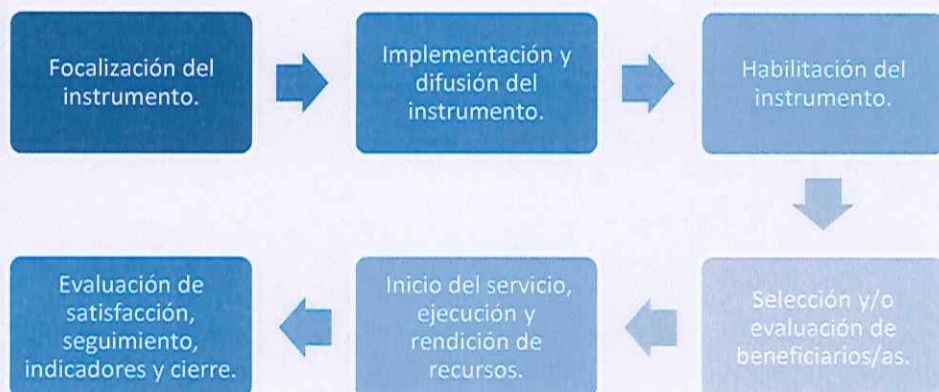 Focalización del
instrumento.
Implementación y
difusión del
instrumento.
Habilitación del
instrumento.
Selección y/o
evaluación de
beneficiarios/as.
Inicio del servicio,
ejecución y
rendición de
recursos.
Evaluación de
satisfacción,
seguimiento,
indicadores y cierre.